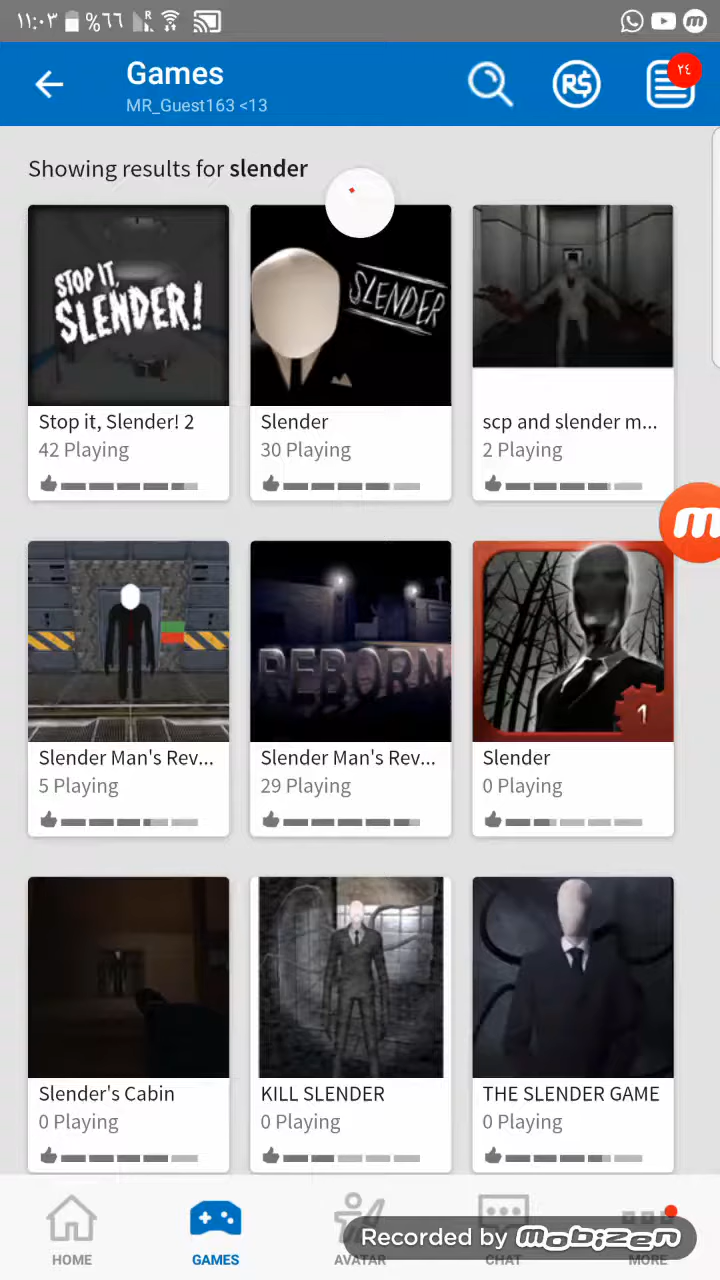 ١١:٠٣ %٦٦ R
Games
MR_Guest163 <13
R$
٢٤
Showing results for slender
STOP IT,
SLENDER!
SLENDER
Stop it, Slender! 2
42 Playing
Slender
30 Playing
scp and slender m...
2 Playing
m
REBORN
1
Slender Man's Rev...
5 Playing
Slender Man's Rev...
29 Playing
Slender
0 Playing
Slender's Cabin
0 Playing
KILL SLENDER
0 Playing
THE SLENDER GAME
0 Playing
Recorded by mobizen
HOME
GAMES
AVATAR
CHAT
MORE